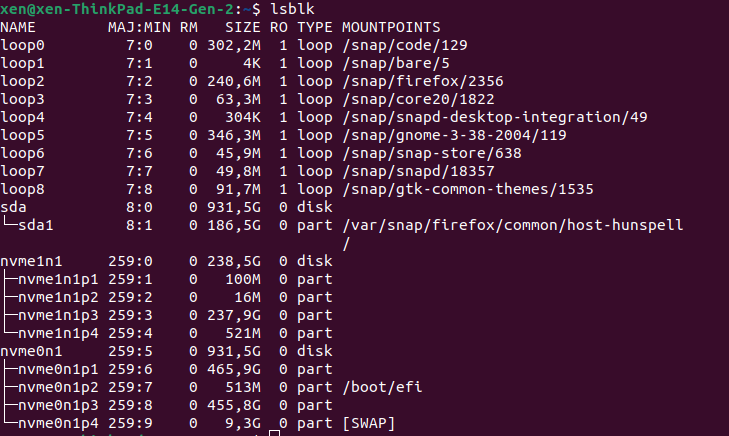 xen@xen-ThinkPad-E14-Gen-2:~$ lsblk
NAME        MAJ:MIN RM   SIZE RO TYPE MOUNTPOINTS
loop0         7:0    0 302,2M  1 loop /snap/code/129
loop1         7:1    0     4K  1 loop /snap/bare/5
loop2         7:2    0 240,6M  1 loop /snap/firefox/2356
loop3         7:3    0  63,3M  1 loop /snap/core20/1822
loop4         7:4    0   304K  1 loop /snap/snapd-desktop-integration/49
loop5         7:5    0 346,3M  1 loop /snap/gnome-3-38-2004/119
loop6         7:6    0  45,9M  1 loop /snap/snap-store/638
loop7         7:7    0  49,8M  1 loop /snap/snapd/18357
loop8         7:8    0  91,7M  1 loop /snap/gtk-common-themes/1535
sda           8:0    0 931,5G  0 disk
└─sda1        8:1    0 186,5G  0 part /var/snap/firefox/common/host-hunspell
                                      /
nvme1n1     259:0    0 238,5G  0 disk
├─nvme1n1p1 259:1    0   100M  0 part
├─nvme1n1p2 259:2    0    16M  0 part
├─nvme1n1p3 259:3    0 237,9G  0 part
└─nvme1n1p4 259:4    0   521M  0 part
nvme0n1     259:5    0 931,5G  0 disk
├─nvme0n1p1 259:6    0 465,9G  0 part
├─nvme0n1p2 259:7    0   513M  0 part /boot/efi
├─nvme0n1p3 259:8    0 455,8G  0 part
└─nvme0n1p4 259:9    0   9,3G  0 part [SWAP]